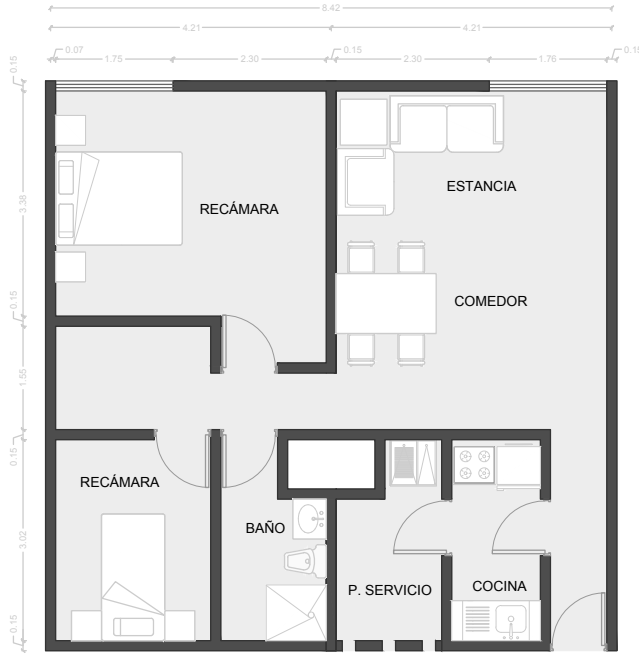 8.42
4.21
4.21
0.07
0.15
0.15
1.75
2.30
2.30
1.76
0.15
3.38
0.15
1.55
0.15
3.02
0.15
RECÁMARA
ESTANCIA
COMEDOR
RECÁMARA
BAÑO
P. SERVICIO
COCINA